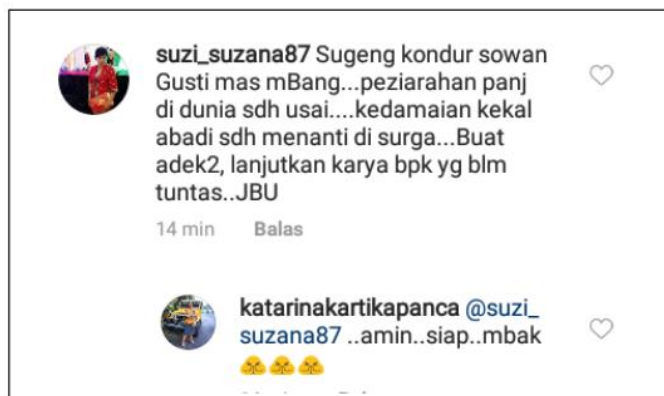 suzi_suzana87 Sugeng kondur sowan
Gusti mas mBang...peziarahan panj
di dunia sdh usai....kedamaian kekal
abadi sdh menanti di surga...Buat
adek2, lanjutkan karya bpk yg blm
tuntas..JBU
14 min Balas
katarinakartikapanca @suzi_
suzana87 ..amin..siap..mbak